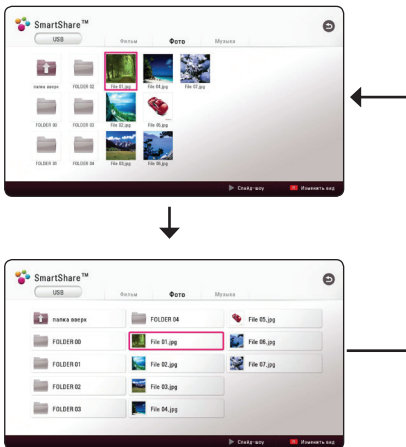 SmartShare™
USB
Фильм Фото Музыка
папка вверх FOLDER 02 File 01.jpg File 04.jpg File 07.jpg
FOLDER 00 FOLDER 03 File 02.jpg File 05.jpg
FOLDER 05 FOLDER 04 File 03.jpg File 06.jpg
Слайд-шоу Изменить вид
SmartShare™
USB
Фильм Фото Музыка
папка вверх FOLDER 04 File 05.jpg
FOLDER 00 File 01.jpg File 06.jpg
FOLDER 01 File 02.jpg File 07.jpg
FOLDER 02 File 03.jpg
FOLDER 03 File 04.jpg
Слайд-шоу Изменить вид